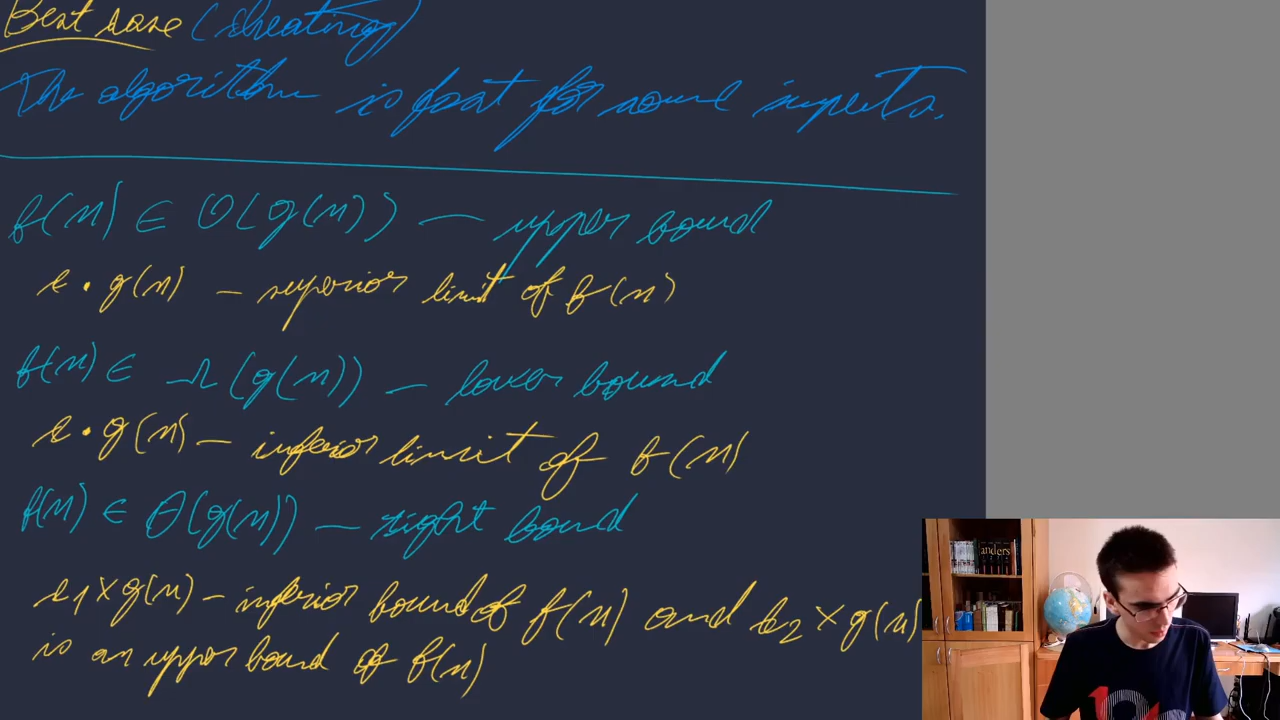 Best case (cheating)
The algorithm is fast for some inputs.
f(n) ∈ O(g(n)) — upper bound
c · g(n) – superior limit of f(n)
f(n) ∈ Ω(g(n)) – lower bound
c · g(n) – inferior limit of f(n)
f(n) ∈ Θ(g(n)) – tight bound
c1 × g(n) – inferior bound of f(n) and c2 × g(n)
is an upper bound of f(n)
anders